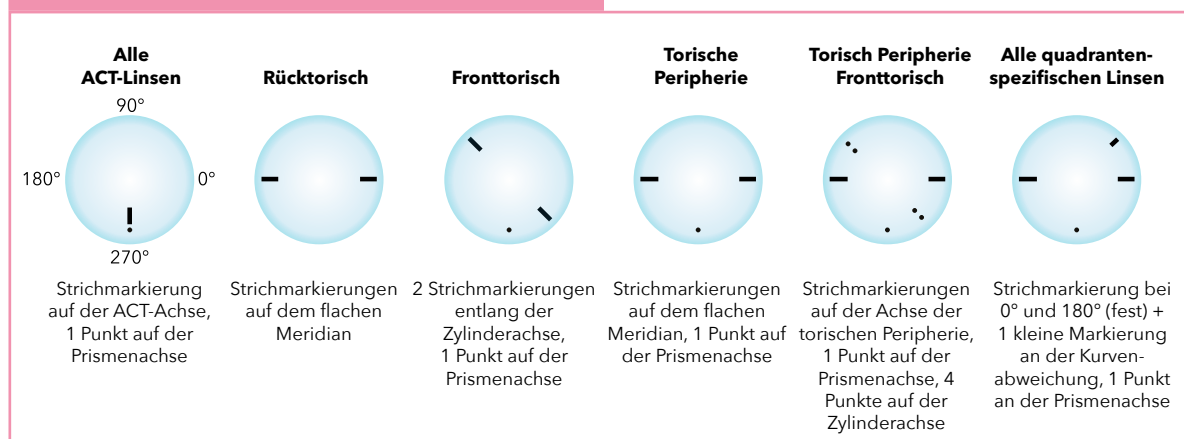 Alle
ACT-Linsen
90°
180°
0°
270°
Strichmarkierung
auf der ACT-Achse,
1 Punkt auf der
Prismenachse
Rücktorisch
Strichmarkierungen
auf dem flachen
Meridian
Fronttorisch
2 Strichmarkierungen
entlang der
Zylinderachse,
1 Punkt auf der
Prismenachse
Torische
Peripherie
Strichmarkierungen
auf dem flachen
Meridian, 1 Punkt auf
der Prismenachse
Torisch Peripherie
Fronttorisch
Strichmarkierungen
auf der Achse der
torischen Peripherie,
1 Punkt auf der
Prismenachse, 4
Punkte auf der
Zylinderachse
Alle quadranten-
spezifischen Linsen
Strichmarkierung bei
0° und 180° (fest) +
1 kleine Markierung
an der Kurven-
abweichung, 1 Punkt
an der Prismenachse